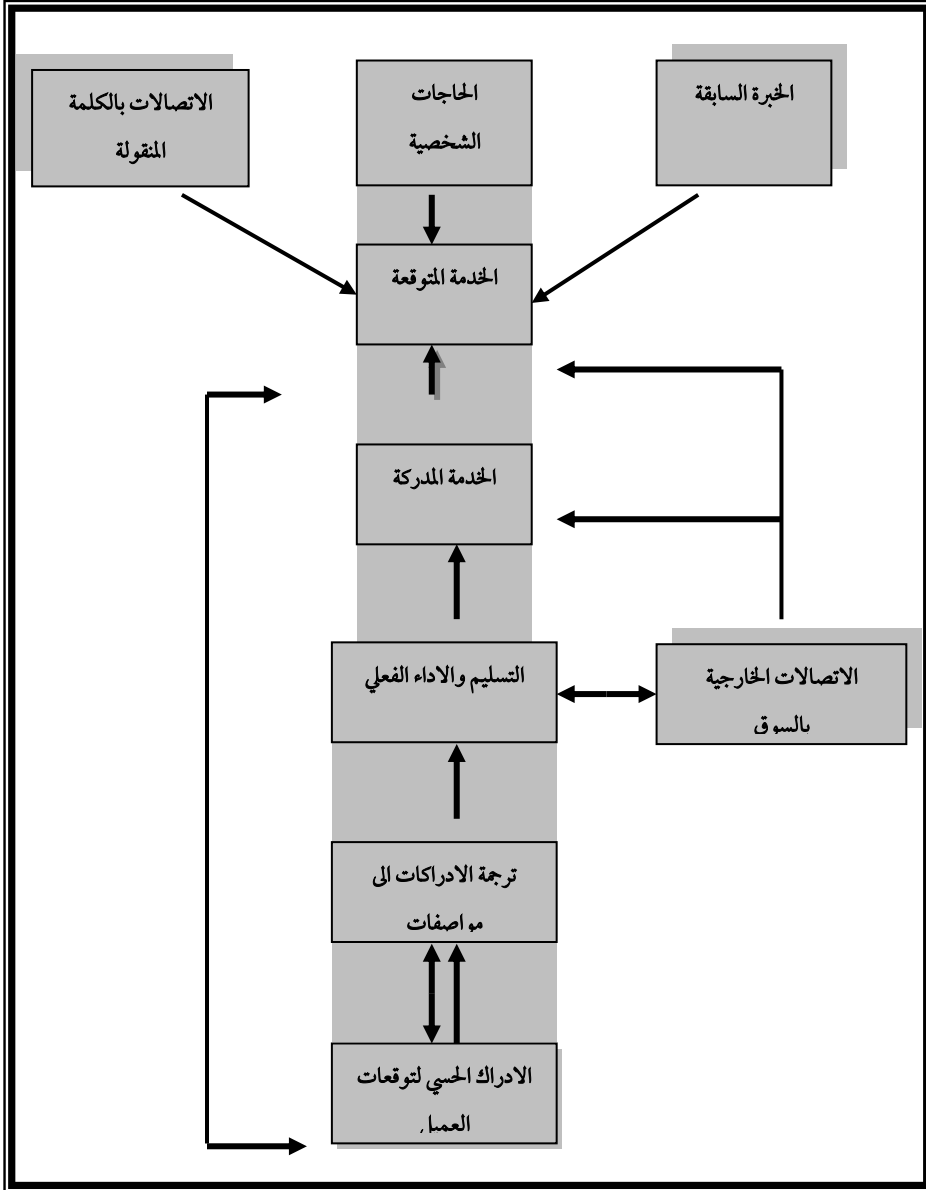 الخبرة السابقة
الحاجات
الشخصية
الاتصالات بالكلمة
المنقولة
الخدمة المتوقعة
الخدمة المدركة
التسليم والاداء الفعلي
الاتصالات الخارجية
بالسوق
ترجمة الادراكات الى
مواصفات
الادراك الحسي لتوقعات
العميل